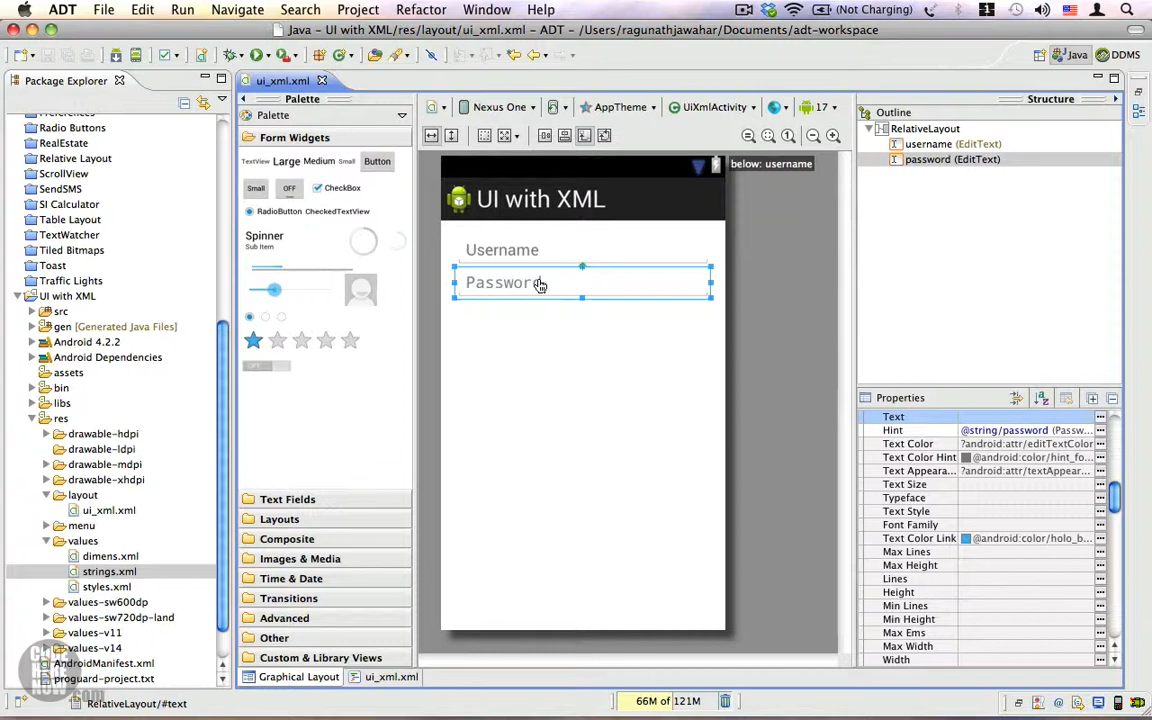 ADT File Edit Run Navigate Search Project Refactor Window Help (Not Charging) 1
Java – UI with XML/res/layout/ui_xml.xml – ADT – /Users/ragunathjawahar/Documents/adt-workspace
Java DDMS
Package Explorer
Preferences
Radio Buttons
RealEstate
Relative Layout
ScrollView
SendSMS
SI Calculator
Table Layout
TextWatcher
Tiled Bitmaps
Toast
Traffic Lights
UI with XML
src
gen [Generated Java Files]
Android 4.2.2
Android Dependencies
assets
bin
libs
res
drawable-hdpi
drawable-ldpi
drawable-mdpi
drawable-xhdpi
layout
ui_xml.xml
menu
values
dimens.xml
strings.xml
styles.xml
values-sw600dp
values-sw720dp-land
values-v11
values-v14
AndroidManifest.xml
proguard-project.txt
ui_xml.xml
Palette
Palette
Form Widgets
TextView Large Medium Small Button
Small OFF CheckBox
RadioButton CheckedTextView
Spinner
Sub Item
OFF
Text Fields
Layouts
Composite
Images & Media
Time & Date
Transitions
Advanced
Other
Custom & Library Views
Graphical Layout ui_xml.xml
Nexus One AppTheme UiXmlActivity 17
below: username
UI with XML
Username
Password
Structure
Outline
RelativeLayout
username (EditText)
password (EditText)
Properties
Text
Hint @string/password (Passw...
Text Color ?android:attr/editTextColor
Text Color Hint @android:color/hint_fo...
Text Appeara... ?android:attr/textAppear...
Text Size
Typeface
Text Style
Font Family
Text Color Link @android:color/holo_b...
Max Lines
Max Height
Lines
Height
Min Lines
Min Height
Max Ems
Max Width
Width
RelativeLayout/#text
66M of 121M